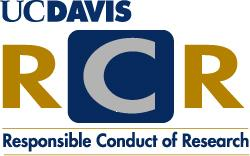 UCDAVIS
RCR
Responsible Conduct of Research